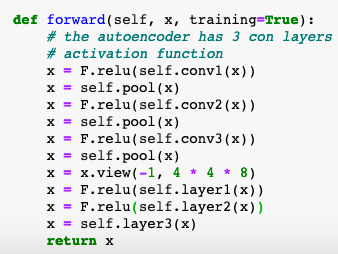 def forward(self, x, training=True):
    # the autoencoder has 3 con layers
    # activation function
    x = F.relu(self.conv1(x))
    x = self.pool(x)
    x = F.relu(self.conv2(x))
    x = self.pool(x)
    x = F.relu(self.conv3(x))
    x = self.pool(x)
    x = x.view(-1, 4 * 4 * 8)
    x = F.relu(self.layer1(x))
    x = F.relu(self.layer2(x))
    x = self.layer3(x)
    return x